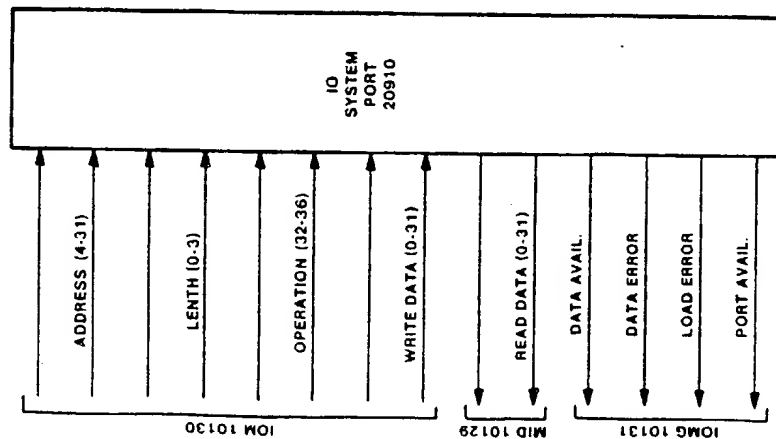 IO
SYSTEM
PORT
20910
ADDRESS (4-31)
LENTH (0-3)
OPERATION (32-36)
WRITE DATA (0-31)
READ DATA (0-31)
DATA AVAIL.
DATA ERROR
LOAD ERROR
PORT AVAIL.
IOM 10130
MID 10129
IOMG 10131